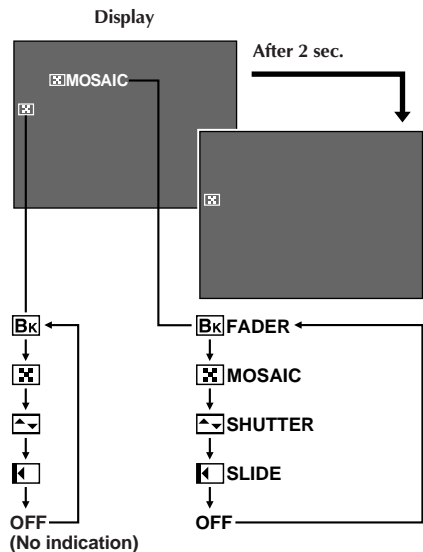 Display
After 2 sec.
MOSAIC
BK
BK FADER
MOSAIC
SHUTTER
SLIDE
OFF
(No indication)
OFF